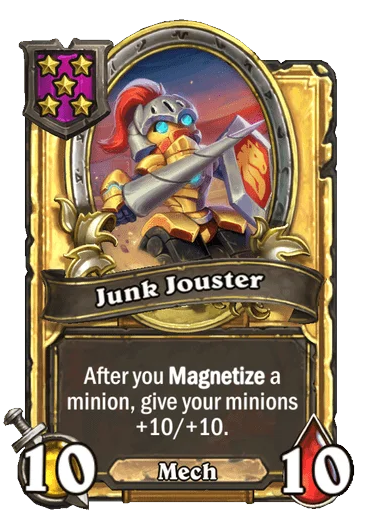 Junk Jouster
After you Magnetize a
minion, give your minions
+10/+10.
10
Mech
10